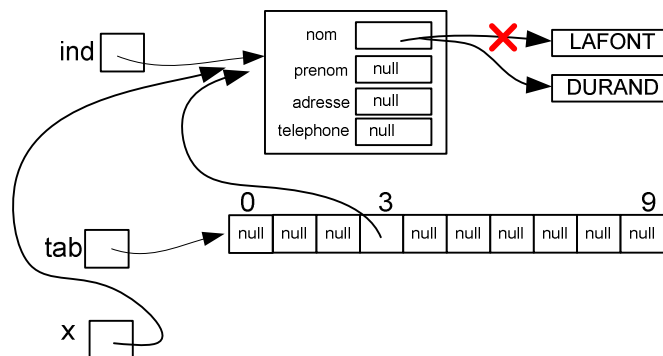 nom
LAFONT
ind
prenom null
DURAND
adresse null
telephone null
0 3 9
tab
null null null null null null null null null
x